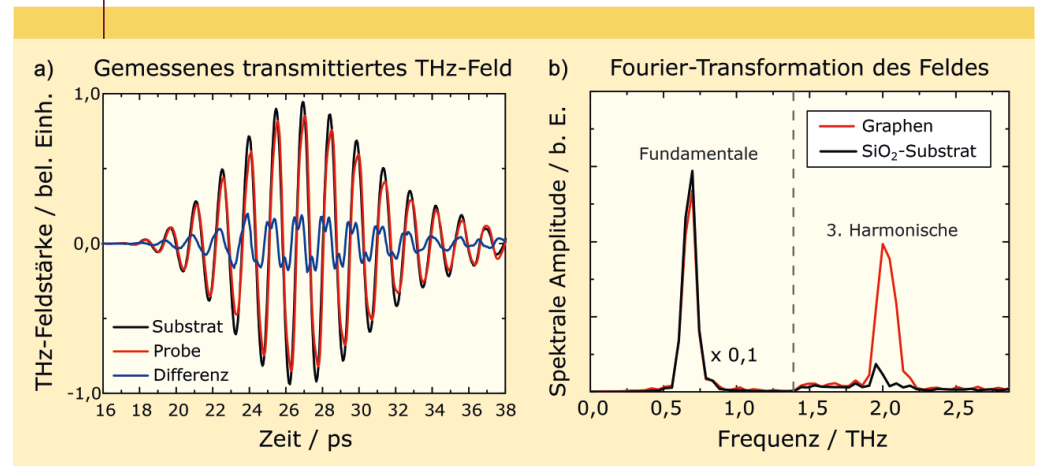 a) Gemessenes transmittiertes THz-Feld
THz-Feldstärke / bel. Einh.
1,0
0,0
-1,0
Substrat
Probe
Differenz
16 18 20 22 24 26 28 30 32 34 36 38
Zeit / ps
b) Fourier-Transformation des Feldes
Spektrale Amplitude / b. E.
Graphen
SiO₂-Substrat
Fundamentale
3. Harmonische
x 0,1
0,0 0,5 1,0 1,5 2,0 2,5
Frequenz / THz